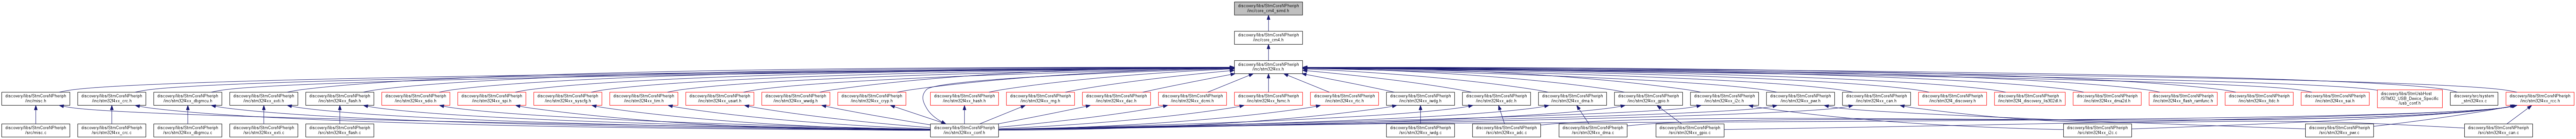 discovery/libs/StmCoreNPheriph
/inc/core_cm4_simd.h
discovery/libs/StmCoreNPheriph
/inc/core_cm4.h
discovery/libs/StmCoreNPheriph
/inc/stm32f4xx.h
discovery/libs/StmCoreNPheriph
/inc/misc.h
discovery/libs/StmCoreNPheriph
/inc/stm32f4xx_crc.h
discovery/libs/StmCoreNPheriph
/inc/stm32f4xx_dbgmcu.h
discovery/libs/StmCoreNPheriph
/inc/stm32f4xx_exti.h
discovery/libs/StmCoreNPheriph
/inc/stm32f4xx_flash.h
discovery/libs/StmCoreNPheriph
/inc/stm32f4xx_sdio.h
discovery/libs/StmCoreNPheriph
/inc/stm32f4xx_spi.h
discovery/libs/StmCoreNPheriph
/inc/stm32f4xx_syscfg.h
discovery/libs/StmCoreNPheriph
/inc/stm32f4xx_tim.h
discovery/libs/StmCoreNPheriph
/inc/stm32f4xx_usart.h
discovery/libs/StmCoreNPheriph
/inc/stm32f4xx_wwdg.h
discovery/libs/StmCoreNPheriph
/inc/stm32f4xx_cryp.h
discovery/libs/StmCoreNPheriph
/inc/stm32f4xx_hash.h
discovery/libs/StmCoreNPheriph
/inc/stm32f4xx_rng.h
discovery/libs/StmCoreNPheriph
/inc/stm32f4xx_dac.h
discovery/libs/StmCoreNPheriph
/inc/stm32f4xx_dcmi.h
discovery/libs/StmCoreNPheriph
/inc/stm32f4xx_fsmc.h
discovery/libs/StmCoreNPheriph
/inc/stm32f4xx_rtc.h
discovery/libs/StmCoreNPheriph
/inc/stm32f4xx_iwdg.h
discovery/libs/StmCoreNPheriph
/inc/stm32f4xx_adc.h
discovery/libs/StmCoreNPheriph
/inc/stm32f4xx_dma.h
discovery/libs/StmCoreNPheriph
/inc/stm32f4xx_gpio.h
discovery/libs/StmCoreNPheriph
/inc/stm32f4xx_i2c.h
discovery/libs/StmCoreNPheriph
/inc/stm32f4xx_pwr.h
discovery/libs/StmCoreNPheriph
/inc/stm32f4xx_can.h
discovery/libs/StmCoreNPheriph
/inc/stm32f4_discovery.h
discovery/libs/StmCoreNPheriph
/inc/stm32f4_discovery_lis302dl.h
discovery/libs/StmCoreNPheriph
/inc/stm32f4xx_dma2d.h
discovery/libs/StmCoreNPheriph
/inc/stm32f4xx_flash_ramfunc.h
discovery/libs/StmCoreNPheriph
/inc/stm32f4xx_ltdc.h
discovery/libs/StmCoreNPheriph
/inc/stm32f4xx_sai.h
discovery/src/system
_stm32f4xx.c
discovery/libs/StmCoreNPheriph
/inc/stm32f4xx_rcc.h
discovery/libs/StmCoreNPheriph
/src/misc.c
discovery/libs/StmCoreNPheriph
/src/stm32f4xx_crc.c
discovery/libs/StmCoreNPheriph
/src/stm32f4xx_dbgmcu.c
discovery/libs/StmCoreNPheriph
/src/stm32f4xx_exti.c
discovery/libs/StmCoreNPheriph
/src/stm32f4xx_flash.c
discovery/libs/StmCoreNPheriph
/inc/stm32f4xx_conf.h
discovery/libs/StmCoreNPheriph
/src/stm32f4xx_iwdg.c
discovery/libs/StmCoreNPheriph
/src/stm32f4xx_adc.c
discovery/libs/StmCoreNPheriph
/src/stm32f4xx_dma.c
discovery/libs/StmCoreNPheriph
/src/stm32f4xx_gpio.c
discovery/libs/StmCoreNPheriph
/src/stm32f4xx_i2c.c
discovery/libs/StmCoreNPheriph
/src/stm32f4xx_pwr.c
discovery/libs/StmCoreNPheriph
/src/stm32f4xx_can.c